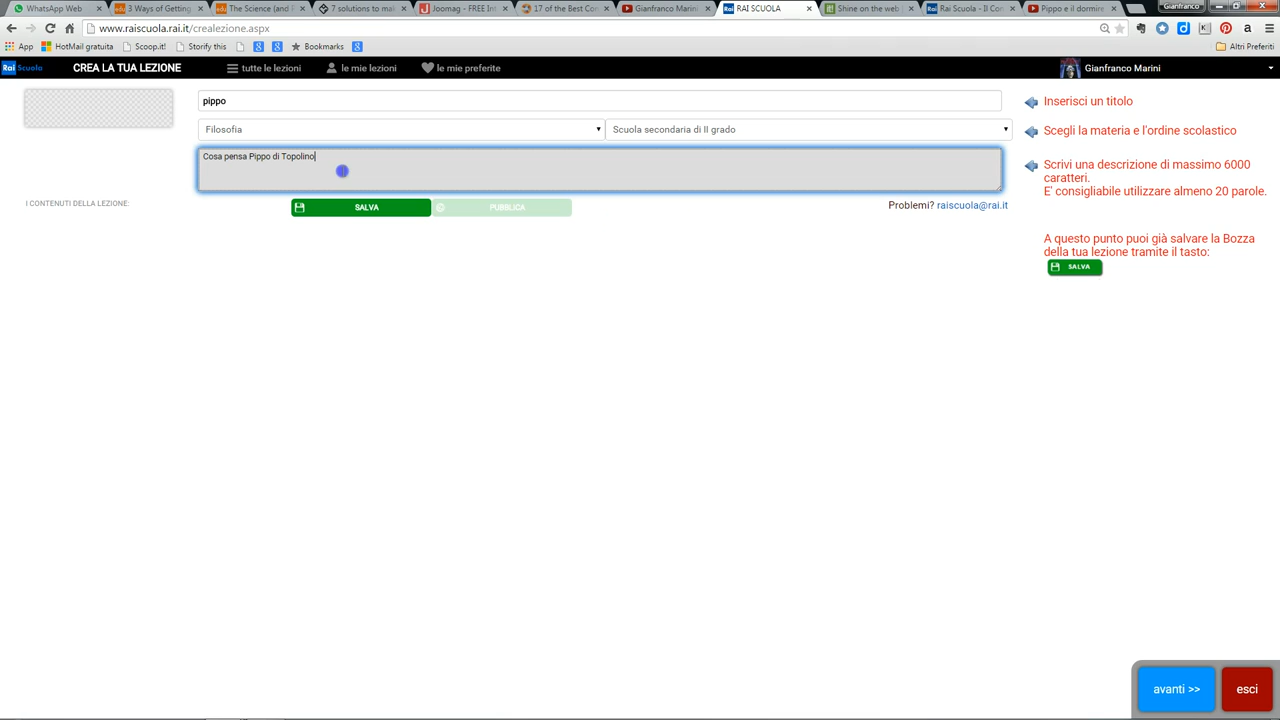 WhatsApp Web
3 Ways of Getting
The Science (and
7 solutions to mak
Joomag - FREE Int
17 of the Best Con
Gianfranco Marini
RAI SCUOLA
Shine on the web
Rai Scuola - Il Con
Pippo e il dormire
Gianfranco
www.raiscuola.rai.it/crealezione.aspx
App
HotMail gratuita
Scoop.it!
Storify this
Bookmarks
Altri Preferiti
Rai Scuola
CREA LA TUA LEZIONE
tutte le lezioni
le mie lezioni
le mie preferite
Gianfranco Marini
pippo
Inserisci un titolo
Filosofia
Scuola secondaria di II grado
Scegli la materia e l'ordine scolastico
Cosa pensa Pippo di Topolino
Scrivi una descrizione di massimo 6000
caratteri.
E' consigliabile utilizzare almeno 20 parole.
I CONTENUTI DELLA LEZIONE:
SALVA
PUBBLICA
Problemi? raiscuola@rai.it
A questo punto puoi già salvare la Bozza
della tua lezione tramite il tasto:
SALVA
avanti >>
esci